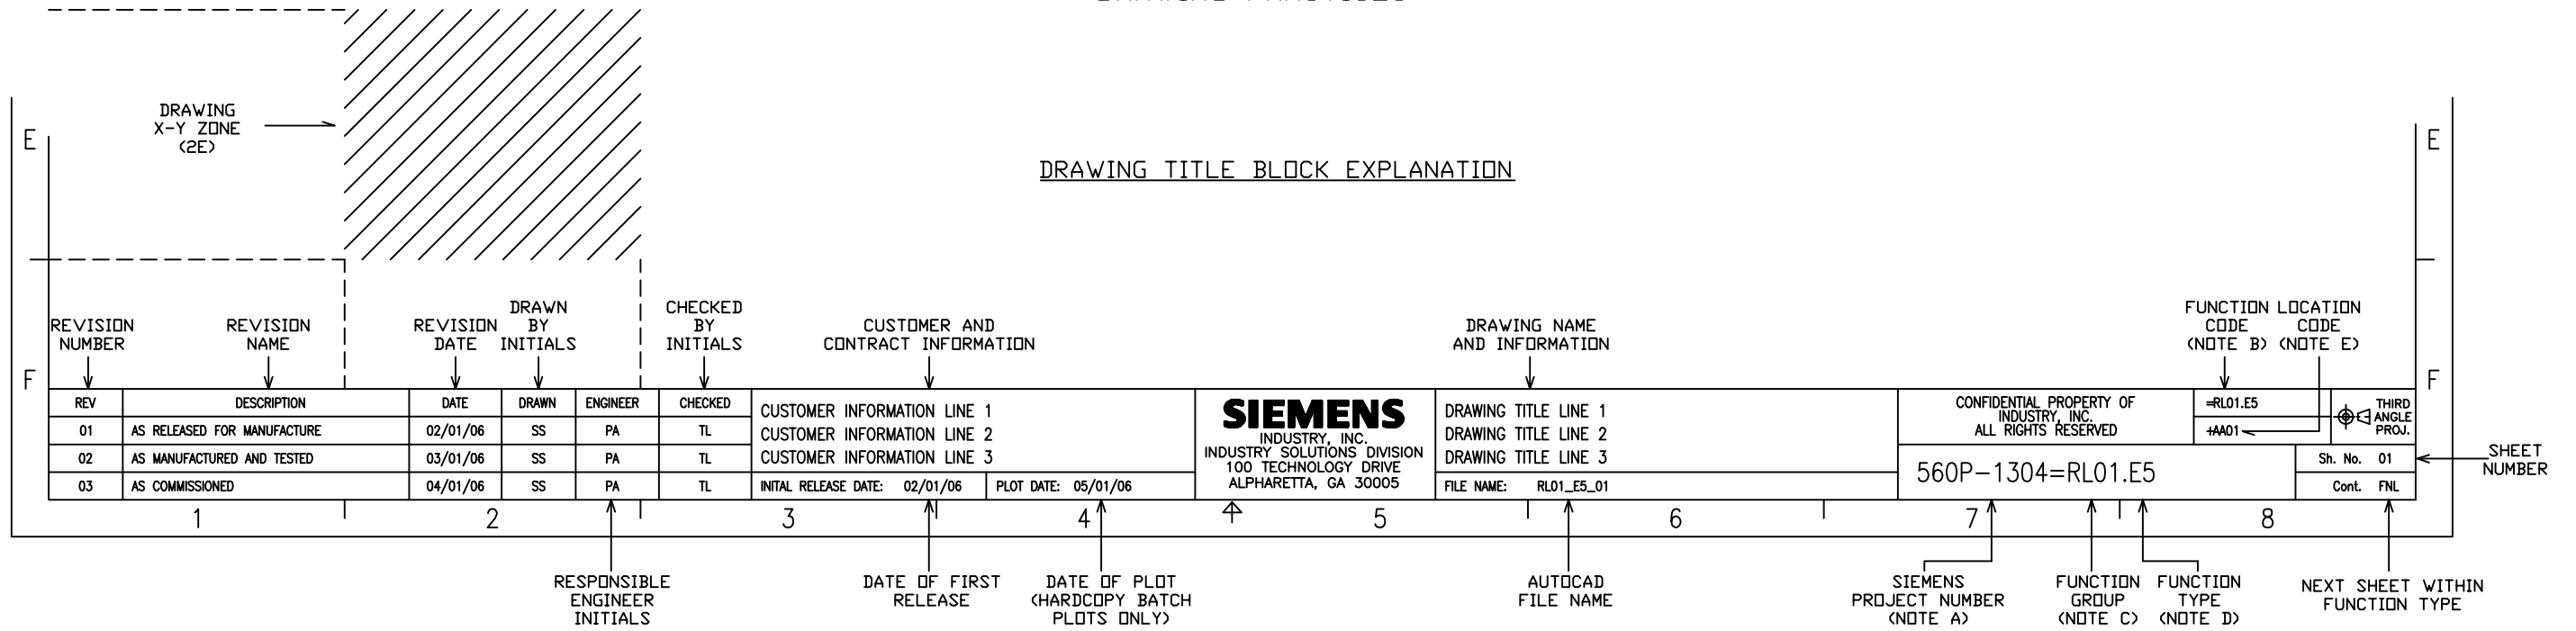 DRAWING
X-Y ZONE
(2E)
E
E
DRAWING TITLE BLOCK EXPLANATION
REVISION
NUMBER
REVISION
NAME
REVISION
DATE
DRAWN
BY
INITIALS
CHECKED
BY
INITIALS
CUSTOMER AND
CONTRACT INFORMATION
DRAWING NAME
AND INFORMATION
FUNCTION
CODE
(NOTE B)
LOCATION
CODE
(NOTE E)
F
F
REV DESCRIPTION DATE DRAWN ENGINEER CHECKED
01 AS RELEASED FOR MANUFACTURE 02/01/06 SS PA TL
02 AS MANUFACTURED AND TESTED 03/01/06 SS PA TL
03 AS COMMISSIONED 04/01/06 SS PA TL
CUSTOMER INFORMATION LINE 1
CUSTOMER INFORMATION LINE 2
CUSTOMER INFORMATION LINE 3
INITAL RELEASE DATE: 02/01/06
PLOT DATE: 05/01/06
SIEMENS
INDUSTRY, INC.
INDUSTRY SOLUTIONS DIVISION
100 TECHNOLOGY DRIVE
ALPHARETTA, GA 30005
DRAWING TITLE LINE 1
DRAWING TITLE LINE 2
DRAWING TITLE LINE 3
FILE NAME: RL01_E5_01
CONFIDENTIAL PROPERTY OF
INDUSTRY, INC.
ALL RIGHTS RESERVED
=RL01.E5
+AA01
THIRD
ANGLE
PROJ.
560P-1304=RL01.E5
Sh. No. 01
Cont. FNL
SHEET
NUMBER
1 2 3 4 5 6 7 8
RESPONSIBLE
ENGINEER
INITIALS
DATE OF FIRST
RELEASE
DATE OF PLOT
(HARDCOPY BATCH
PLOTS ONLY)
AUTOCAD
FILE NAME
SIEMENS
PROJECT NUMBER
(NOTE A)
FUNCTION
GROUP
(NOTE C)
FUNCTION
TYPE
(NOTE D)
NEXT SHEET WITHIN
FUNCTION TYPE